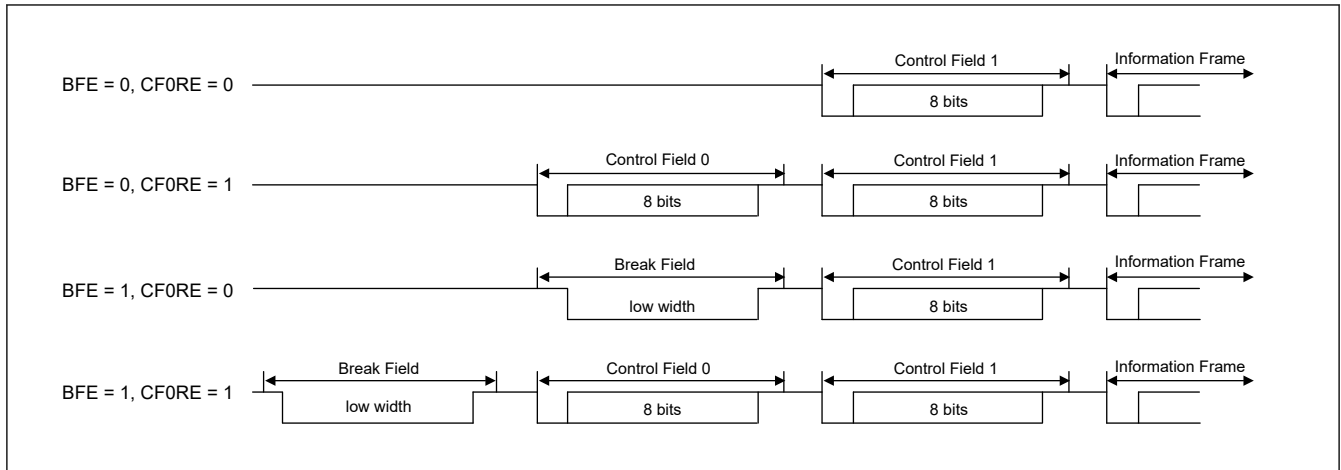 Control Field 1 Information Frame
BFE = 0, CF0RE = 0
8 bits
Control Field 0 Control Field 1 Information Frame
BFE = 0, CF0RE = 1
8 bits 8 bits
Break Field Control Field 1 Information Frame
BFE = 1, CF0RE = 0
low width 8 bits
Break Field Control Field 0 Control Field 1 Information Frame
BFE = 1, CF0RE = 1
low width 8 bits 8 bits